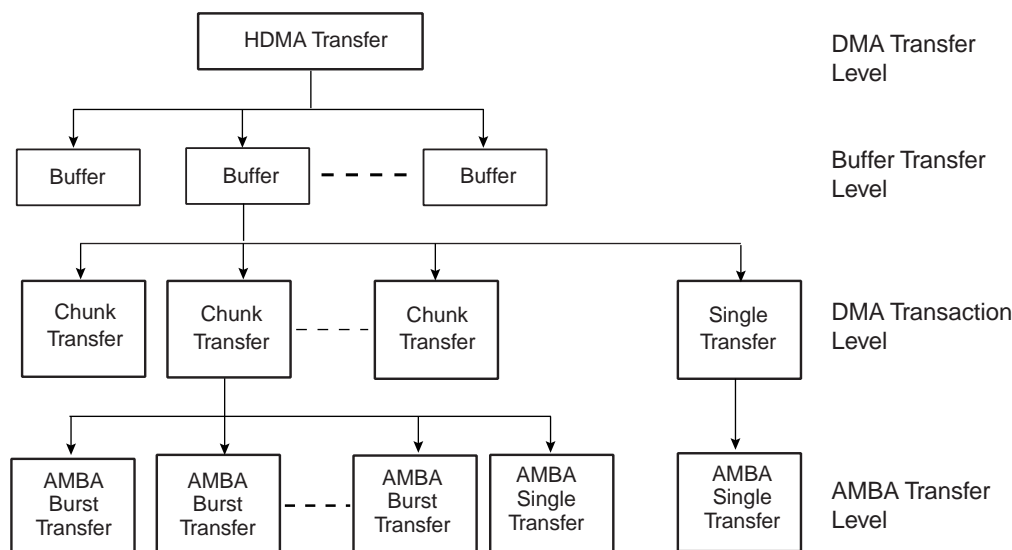 HDMA Transfer
DMA Transfer
Level
Buffer
Buffer
Buffer
Buffer Transfer
Level
Chunk
Transfer
Chunk
Transfer
Chunk
Transfer
Single
Transfer
DMA Transaction
Level
AMBA
Burst
Transfer
AMBA
Burst
Transfer
AMBA
Burst
Transfer
AMBA
Single
Transfer
AMBA
Single
Transfer
AMBA Transfer
Level